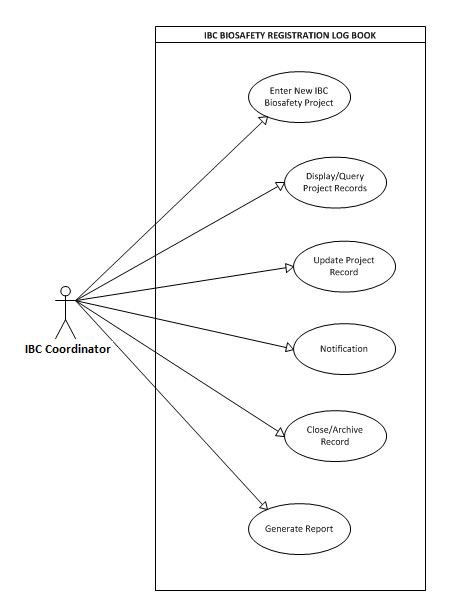 IBC BIOSAFETY REGISTRATION LOG BOOK
Enter New IBC
Biosafety Project
Display/Query
Project Records
Update Project
Record
IBC Coordinator
Notification
Close/Archive
Record
Generate Report